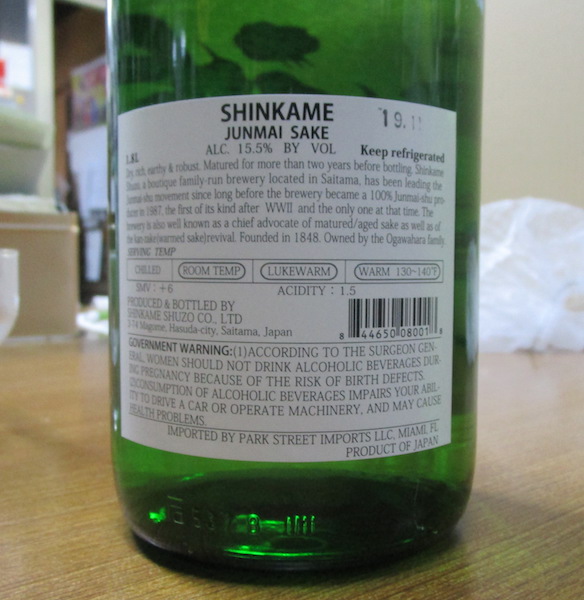 SHINKAME
19.11
JUNMAI SAKE
ALC. 15.5% BY VOL
1.8L
Keep refrigerated
Dry, rich, earthy & robust. Matured for more than two years before bottling. Shinkame
Shuzo, a boutique family-run brewery located in Saitama, has been leading the
Junmai-shu movement since long before the brewery became a 100% Junmai-shu pro-
ducer in 1987, the first of its kind after WWII and the only one at that time. The
brewery is also well known as a chief advocate of matured/aged sake as well as of
the kan-zake(warmed sake)revival. Founded in 1848. Owned by the Ogawahara family.
SERVING TEMP
CHILLED ROOM TEMP LUKEWARM WARM 130~140°F
SMV : +6 ACIDITY : 1.5
PRODUCED & BOTTLED BY
SHINKAME SHUZO CO., LTD
3-74 Magome, Hasuda-city, Saitama, Japan
8 44650 08001 8
GOVERNMENT WARNING:(1)ACCORDING TO THE SURGEON GEN-
ERAL, WOMEN SHOULD NOT DRINK ALCOHOLIC BEVERAGES DUR-
ING PREGNANCY BECAUSE OF THE RISK OF BIRTH DEFECTS.
(2)CONSUMPTION OF ALCOHOLIC BEVERAGES IMPAIRS YOUR ABIL-
ITY TO DRIVE A CAR OR OPERATE MACHINERY, AND MAY CAUSE
HEALTH PROBLEMS.
IMPORTED BY PARK STREET IMPORTS LLC, MIAMI, FL
PRODUCT OF JAPAN